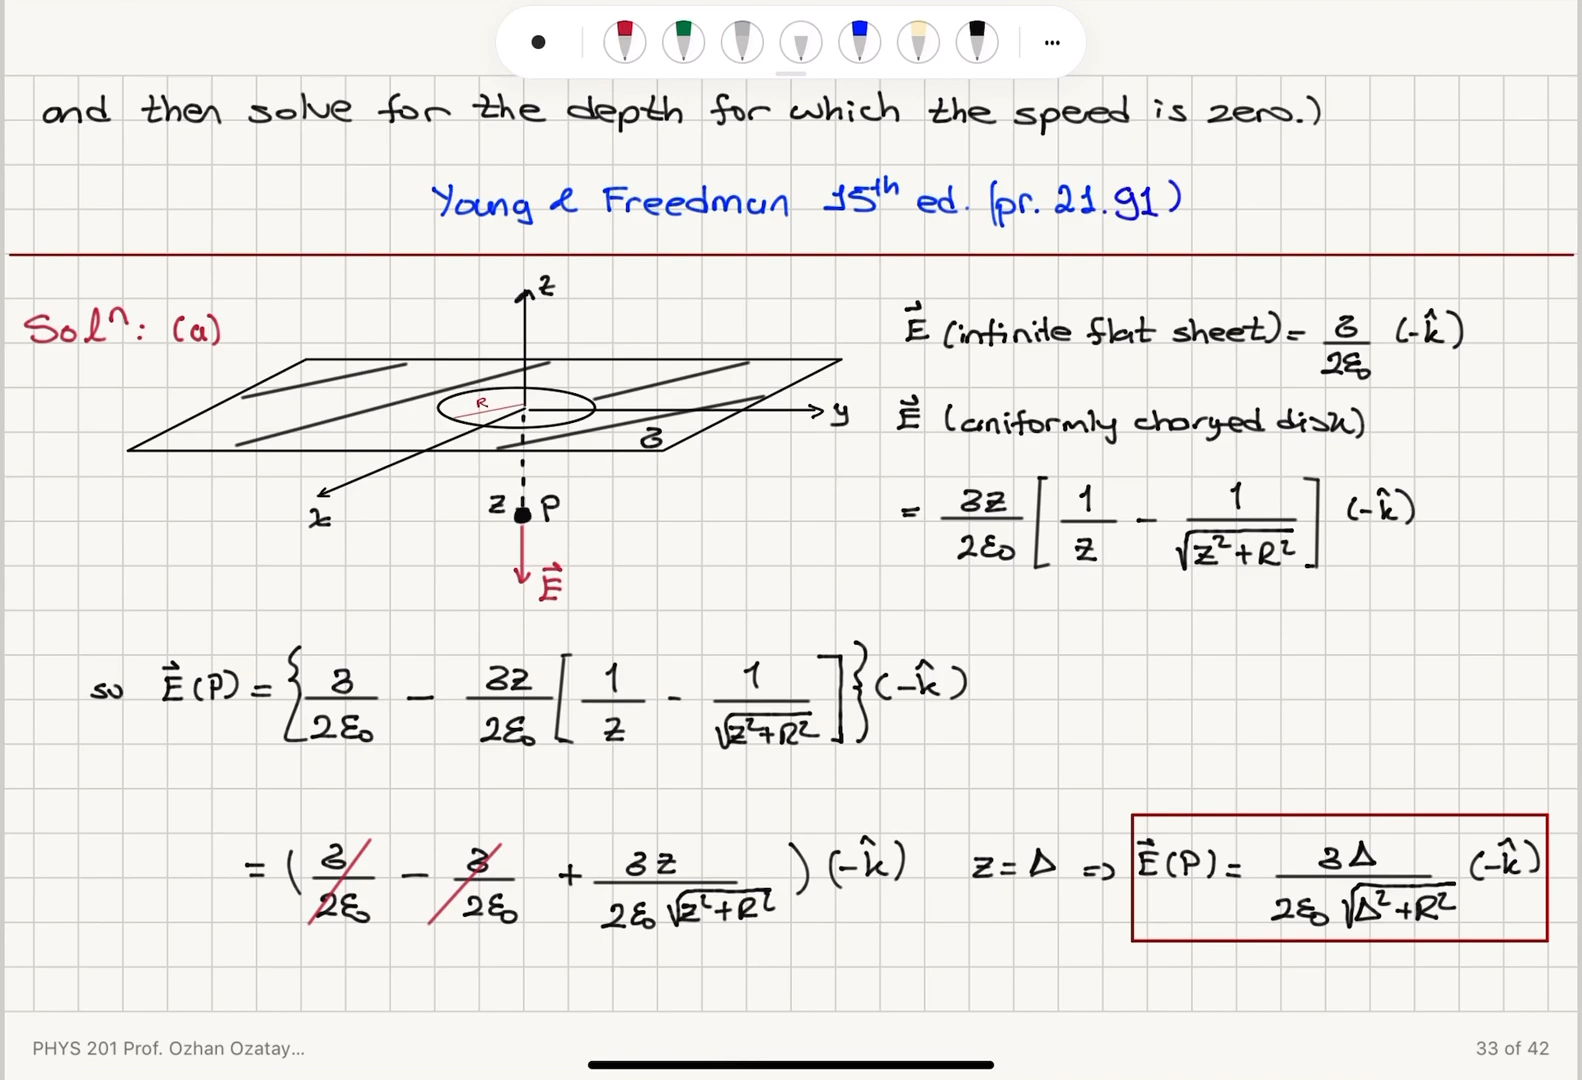 and then solve for the depth for which the speed is zero.)
Young & Freedman 15th ed. (pr. 21.91)
Solⁿ: (a)
z
R
y
σ
x
z P
E⃗
E⃗ (infinite flat sheet) = σ/2ε₀ (-k̂)
E⃗ (uniformly charged disk)
= σz/2ε₀ [ 1/z - 1/√(z²+R²) ] (-k̂)
so E⃗(P) = { σ/2ε₀ - σz/2ε₀ [ 1/z - 1/√(z²+R²) ] } (-k̂)
= ( σ/2ε₀ - σ/2ε₀ + σz/2ε₀√(z²+R²) ) (-k̂) z = Δ => E⃗(P) = σΔ/2ε₀√(Δ²+R²) (-k̂)
PHYS 201 Prof. Ozhan Ozatay...
33 of 42